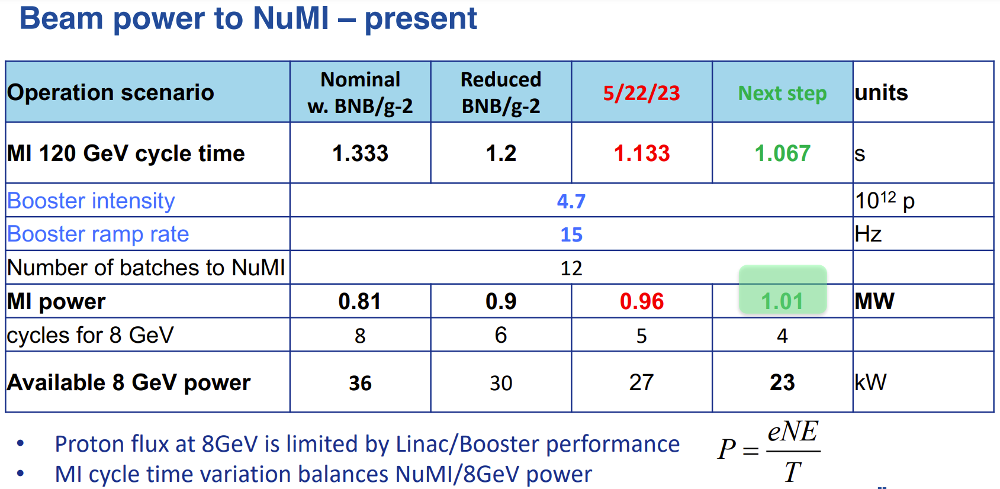 Beam power to NuMI – present
Operation scenario
Nominal
w. BNB/g-2
Reduced
BNB/g-2
5/22/23
Next step
units
MI 120 GeV cycle time
1.333
1.2
1.133
1.067
s
Booster intensity
4.7
10¹² p
Booster ramp rate
15
Hz
Number of batches to NuMI
12
MI power
0.81
0.9
0.96
1.01
MW
cycles for 8 GeV
8
6
5
4
Available 8 GeV power
36
30
27
23
kW
• Proton flux at 8GeV is limited by Linac/Booster performance
• MI cycle time variation balances NuMI/8GeV power
P = eNE / T